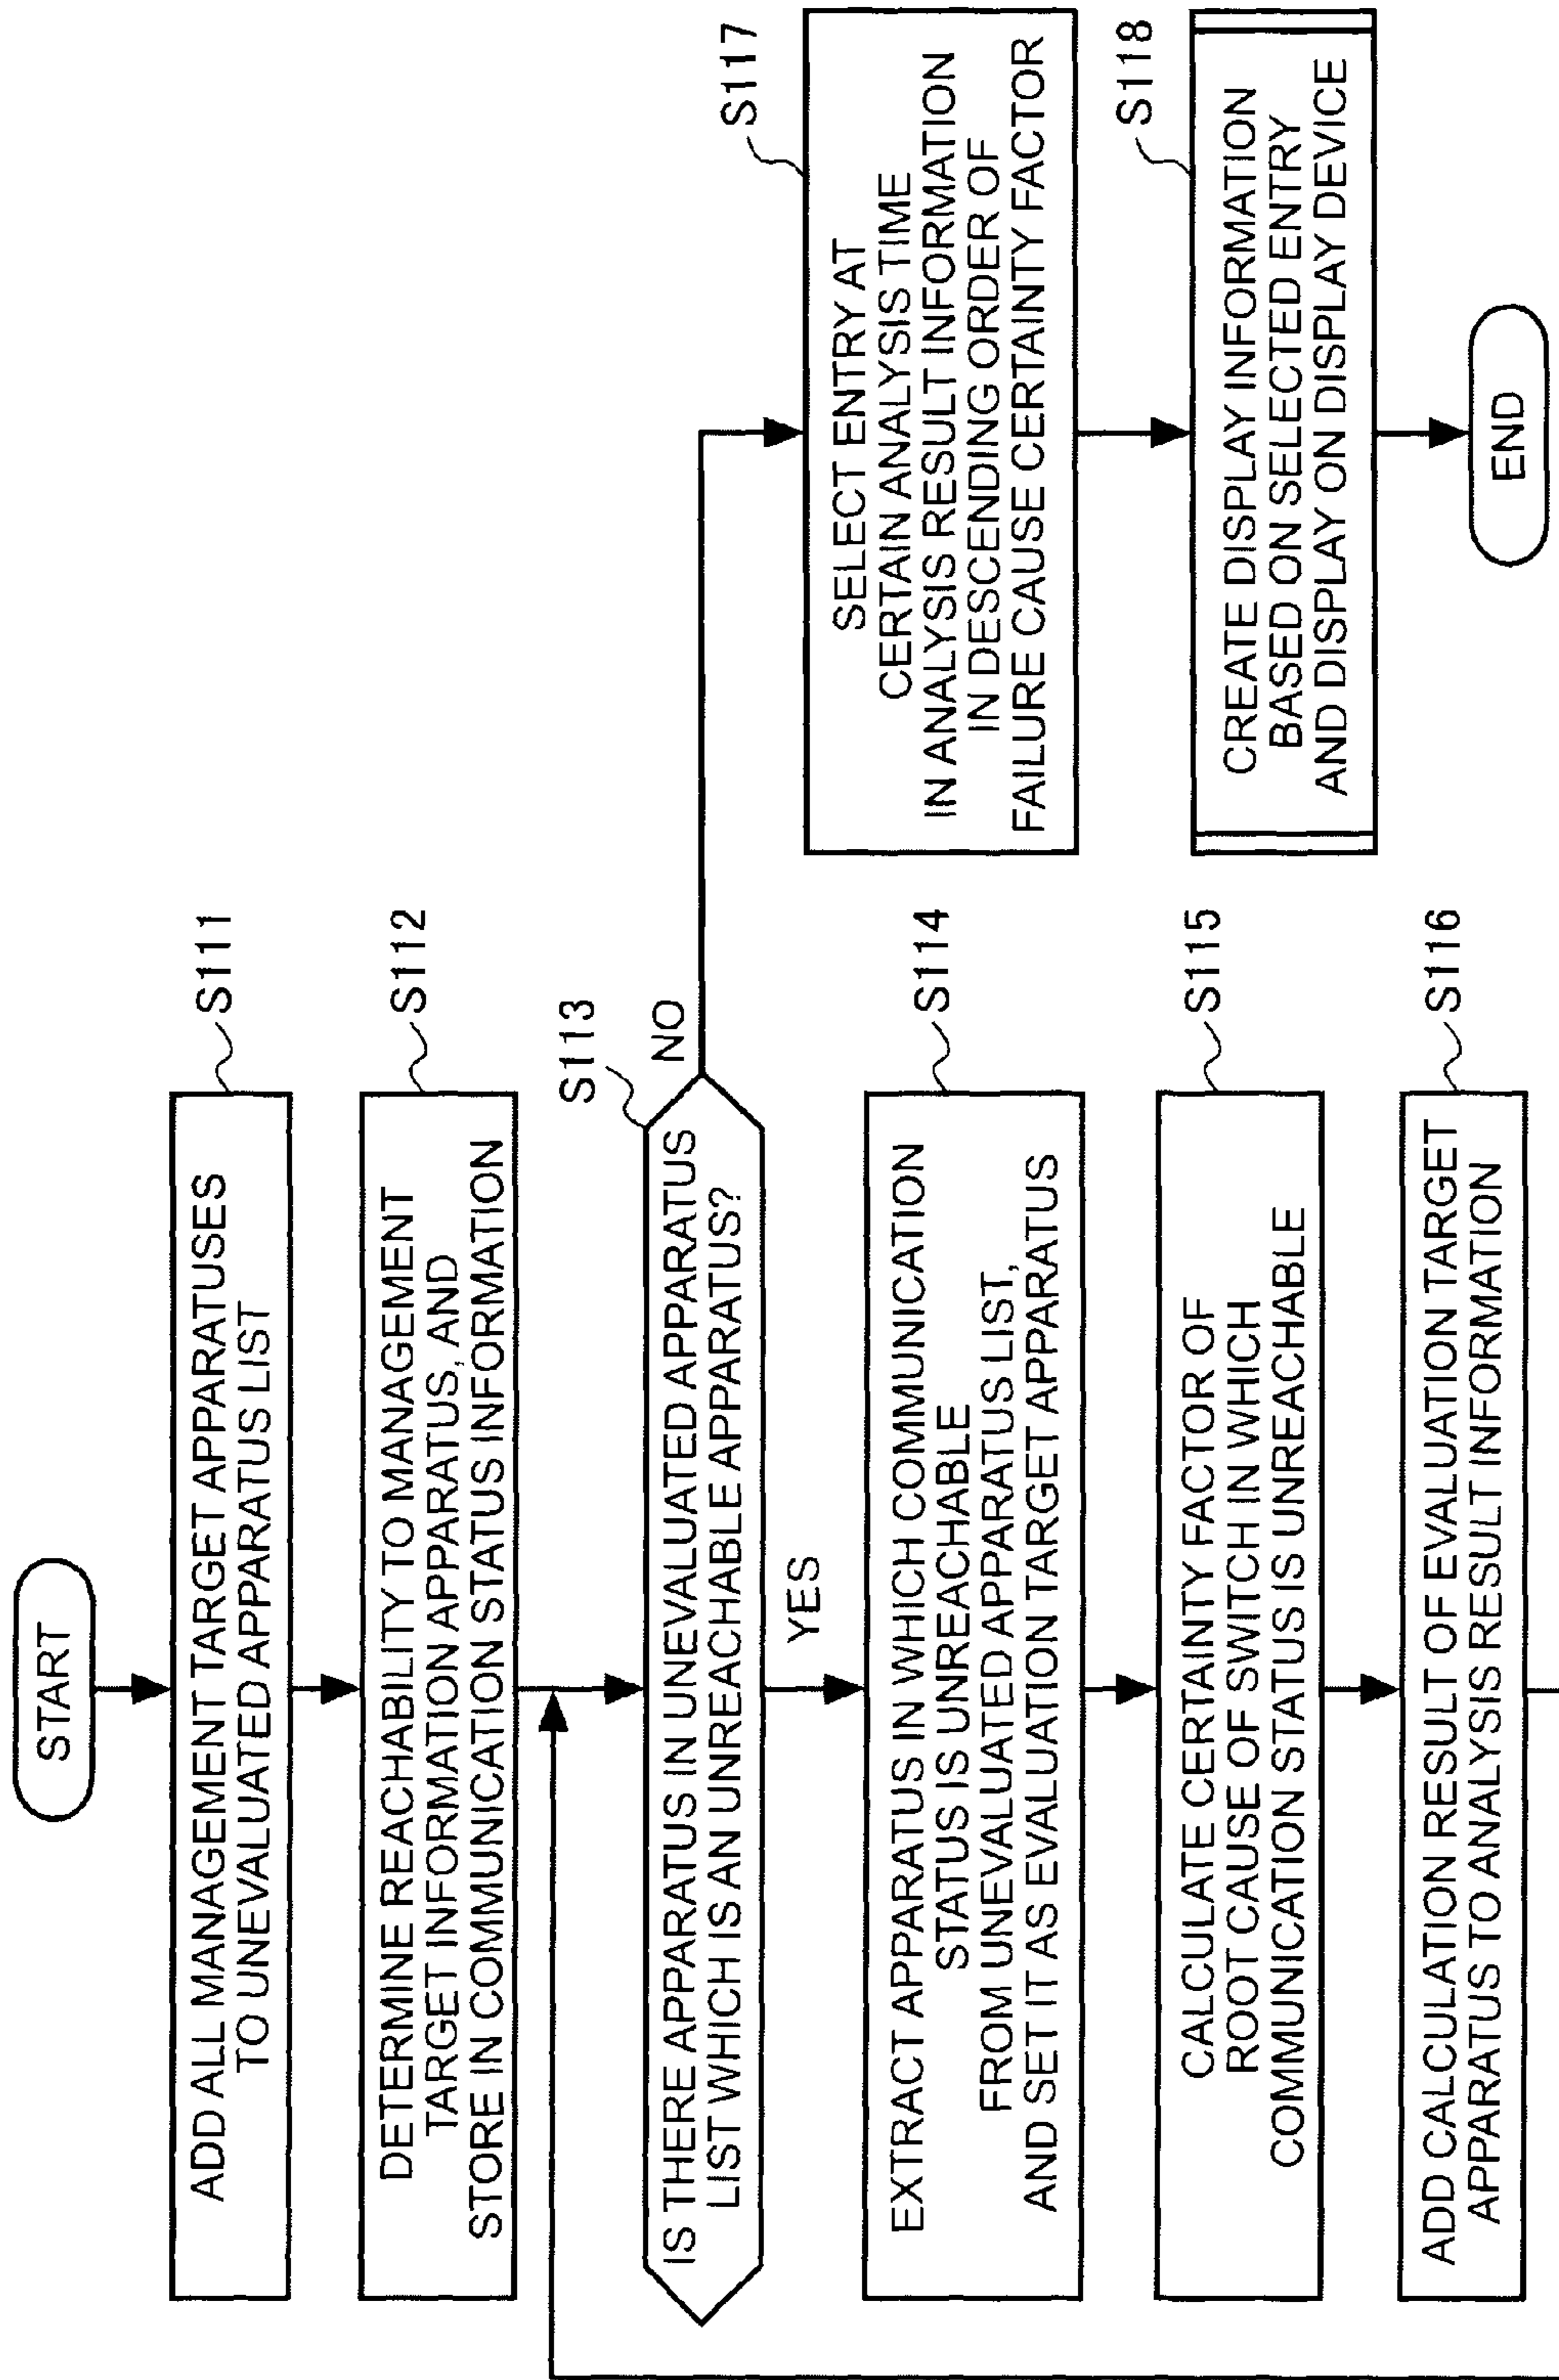 START
ADD ALL MANAGEMENT TARGET APPARATUSES
TO UNEVALUATED APPARATUS LIST
S111
DETERMINE REACHABILITY TO MANAGEMENT
TARGET INFORMATION APPARATUS, AND
STORE IN COMMUNICATION STATUS INFORMATION
S112
IS THERE APPARATUS IN UNEVALUATED APPARATUS
LIST WHICH IS AN UNREACHABLE APPARATUS?
S113
NO
YES
EXTRACT APPARATUS IN WHICH COMMUNICATION
STATUS IS UNREACHABLE
FROM UNEVALUATED APPARATUS LIST,
AND SET IT AS EVALUATION TARGET APPARATUS
S114
CALCULATE CERTAINTY FACTOR OF
ROOT CAUSE OF SWITCH IN WHICH
COMMUNICATION STATUS IS UNREACHABLE
S115
ADD CALCULATION RESULT OF EVALUATION TARGET
APPARATUS TO ANALYSIS RESULT INFORMATION
S116
SELECT ENTRY AT
CERTAIN ANALYSIS TIME
IN ANALYSIS RESULT INFORMATION
IN DESCENDING ORDER OF
FAILURE CAUSE CERTAINTY FACTOR
S117
CREATE DISPLAY INFORMATION
BASED ON SELECTED ENTRY
AND DISPLAY ON DISPLAY DEVICE
S118
END